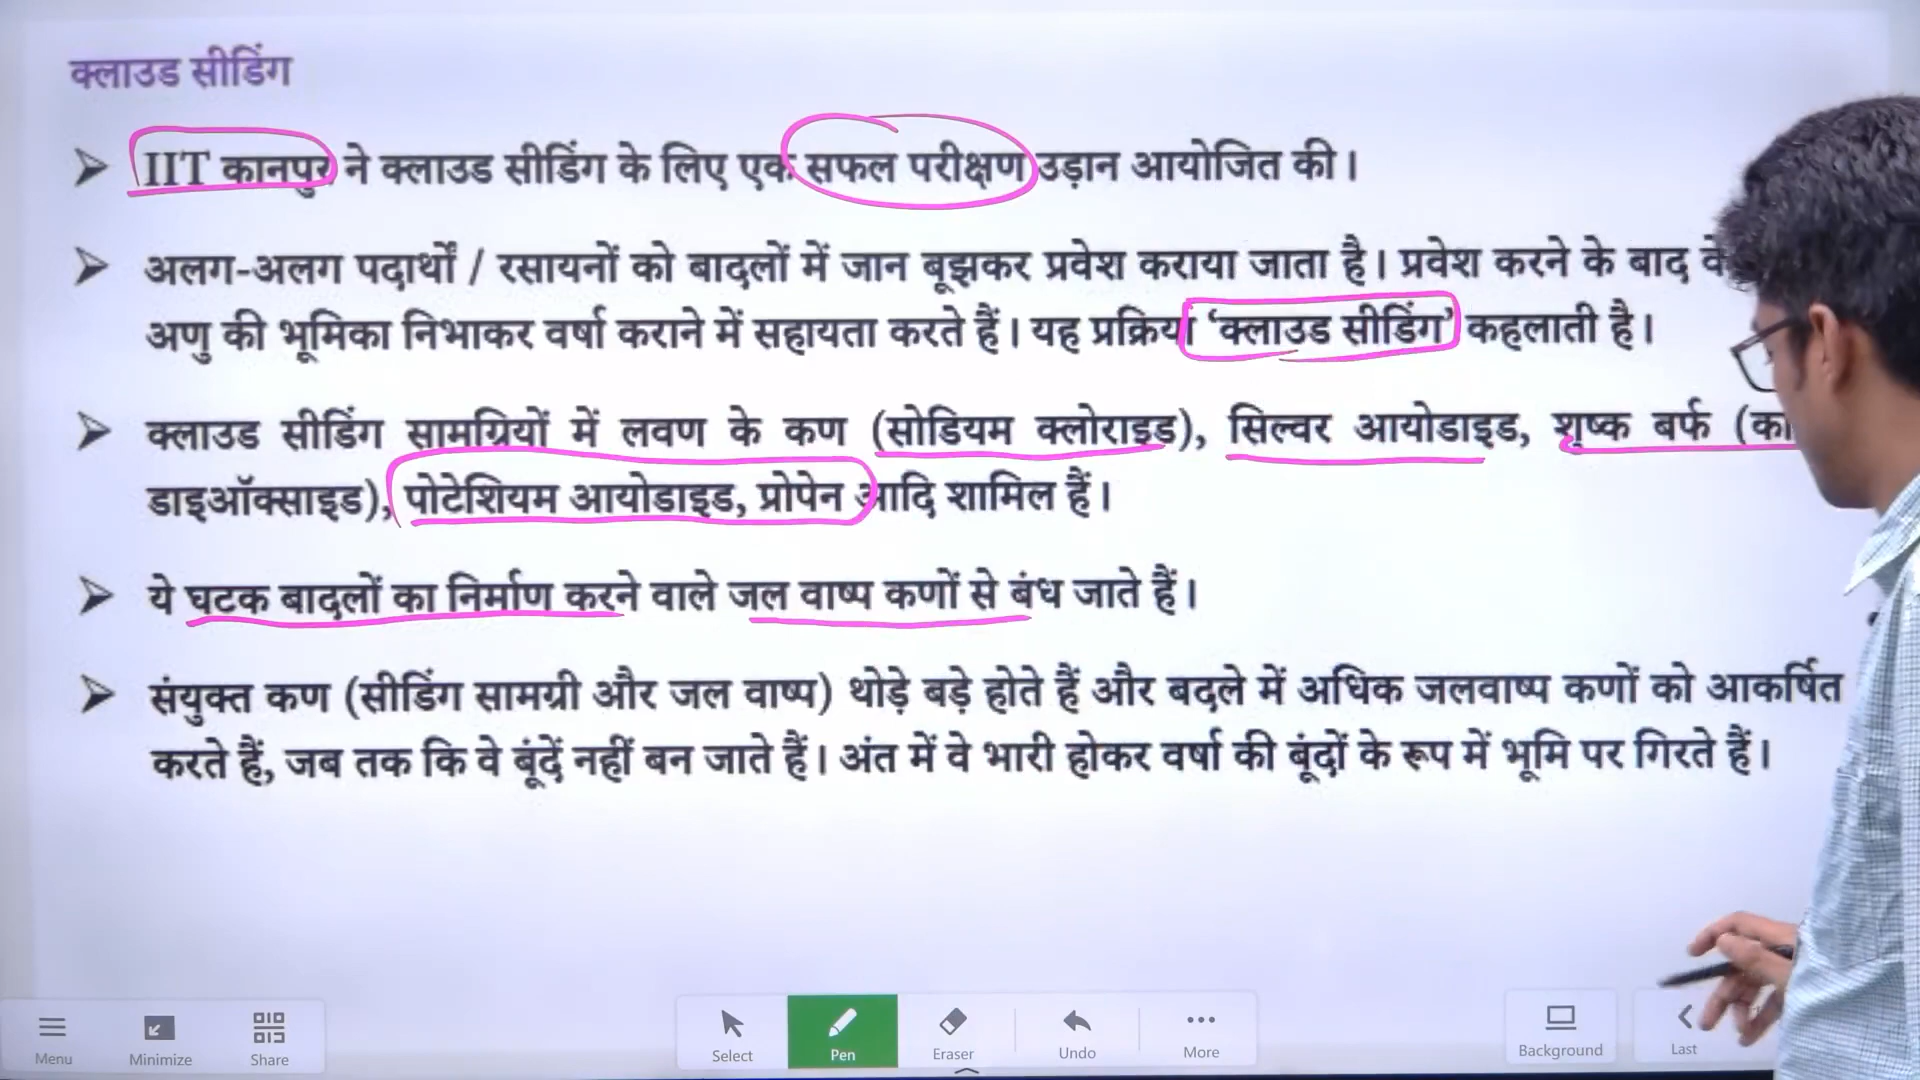 क्लाउड सीडिंग
➢ IIT कानपुर ने क्लाउड सीडिंग के लिए एक सफल परीक्षण उड़ान आयोजित की।
➢ अलग-अलग पदार्थों / रसायनों को बादलों में जान बूझकर प्रवेश कराया जाता है। प्रवेश करने के बाद
अणु की भूमिका निभाकर वर्षा कराने में सहायता करते हैं। यह प्रक्रिया ‘क्लाउड सीडिंग’ कहलाती है।
➢ क्लाउड सीडिंग सामग्रियों में लवण के कण (सोडियम क्लोराइड), सिल्वर आयोडाइड, शुष्क बर्फ
डाइऑक्साइड), पोटेशियम आयोडाइड, प्रोपेन आदि शामिल हैं।
➢ ये घटक बादलों का निर्माण करने वाले जल वाष्प कणों से बंध जाते हैं।
➢ संयुक्त कण (सीडिंग सामग्री और जल वाष्प) थोड़े बड़े होते हैं और बदले में अधिक जलवाष्प कणों को आकर्षित
करते हैं, जब तक कि वे बूंदें नहीं बन जाते हैं। अंत में वे भारी होकर वर्षा की बूंदों के रूप में भूमि पर गिरते हैं।
Menu Minimize Share Select Pen Eraser Undo More Background Last